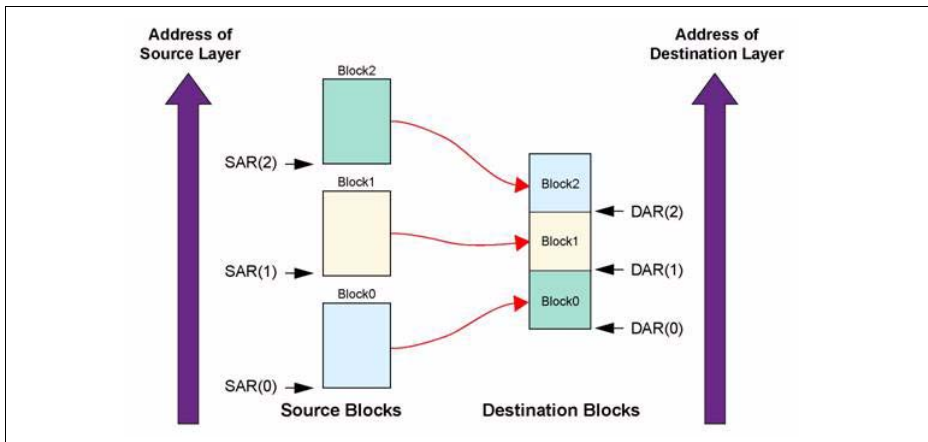 Address of
Source Layer
Address of
Destination Layer
Block2
SAR(2)
Block1
SAR(1)
Block0
SAR(0)
Block2
DAR(2)
Block1
DAR(1)
Block0
DAR(0)
Source Blocks
Destination Blocks